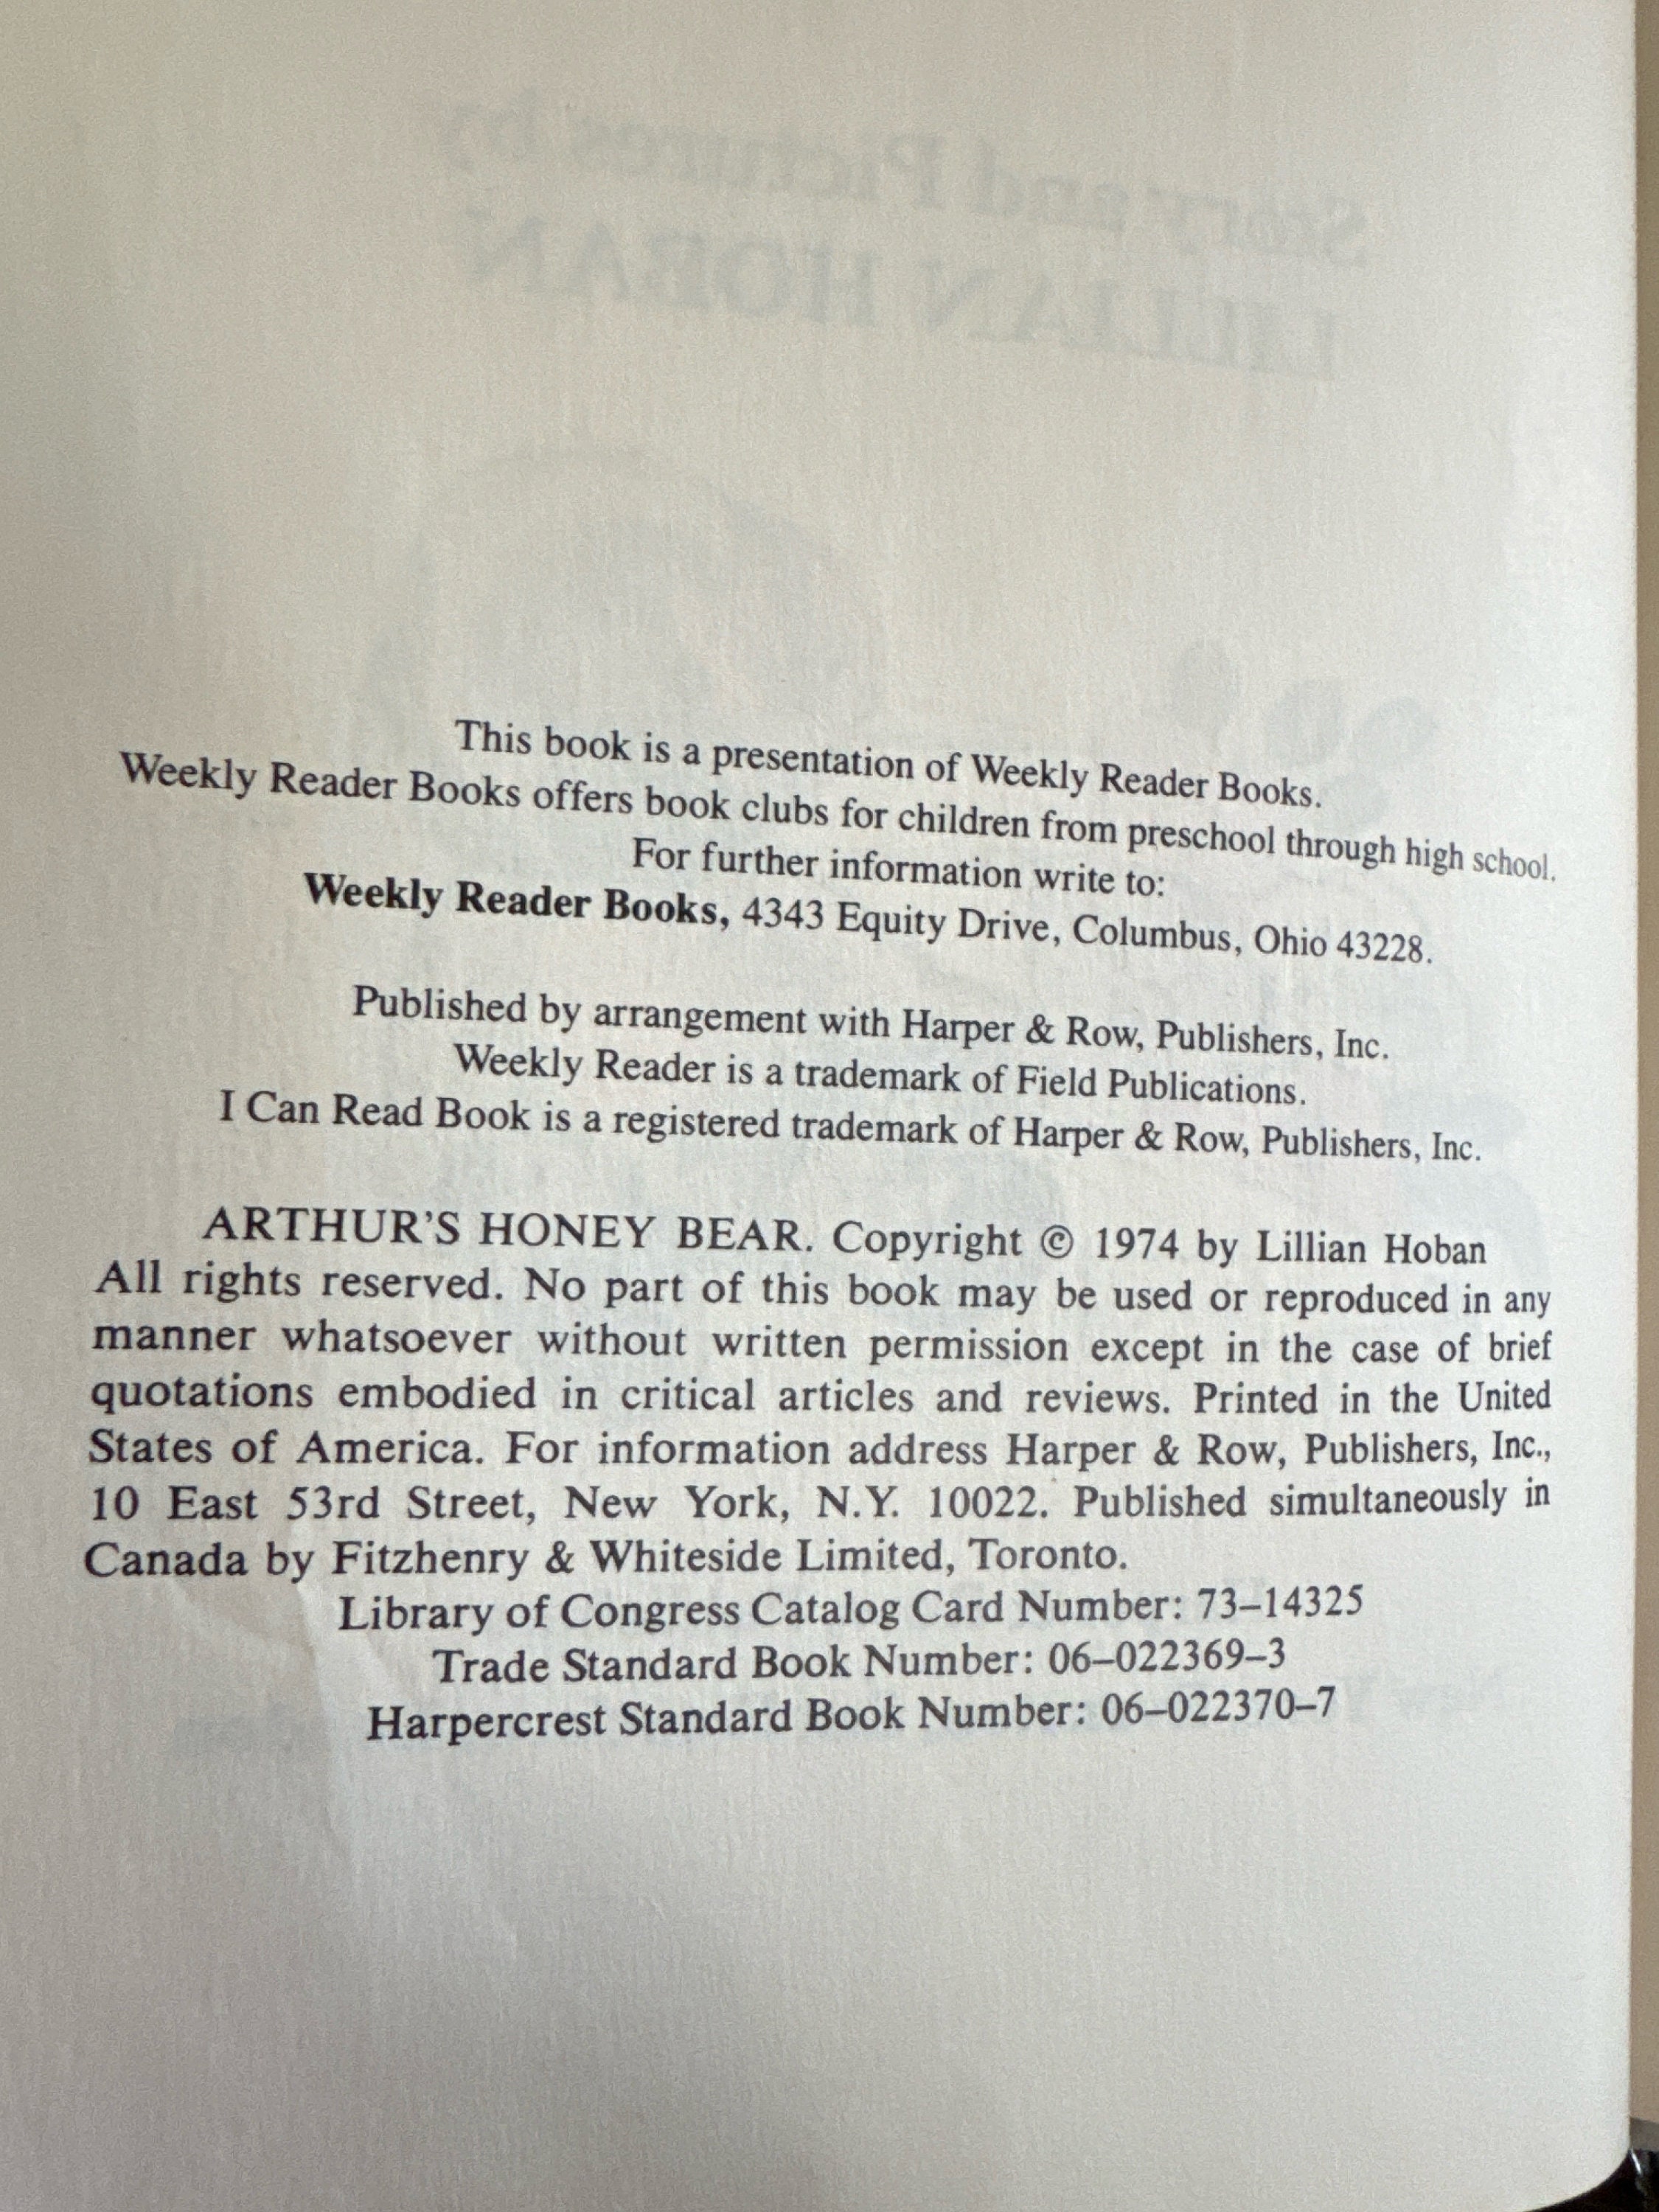 Story and Pictures by
LILLIAN HOBAN
This book is a presentation of Weekly Reader Books.
Weekly Reader Books offers book clubs for children from preschool through high school.
For further information write to:
Weekly Reader Books, 4343 Equity Drive, Columbus, Ohio 43228.
Published by arrangement with Harper & Row, Publishers, Inc.
Weekly Reader is a trademark of Field Publications.
I Can Read Book is a registered trademark of Harper & Row, Publishers, Inc.
ARTHUR'S HONEY BEAR. Copyright © 1974 by Lillian Hoban
All rights reserved. No part of this book may be used or reproduced in any
manner whatsoever without written permission except in the case of brief
quotations embodied in critical articles and reviews. Printed in the United
States of America. For information address Harper & Row, Publishers, Inc.,
10 East 53rd Street, New York, N.Y. 10022. Published simultaneously in
Canada by Fitzhenry & Whiteside Limited, Toronto.
Library of Congress Catalog Card Number: 73–14325
Trade Standard Book Number: 06–022369–3
Harpercrest Standard Book Number: 06–022370–7